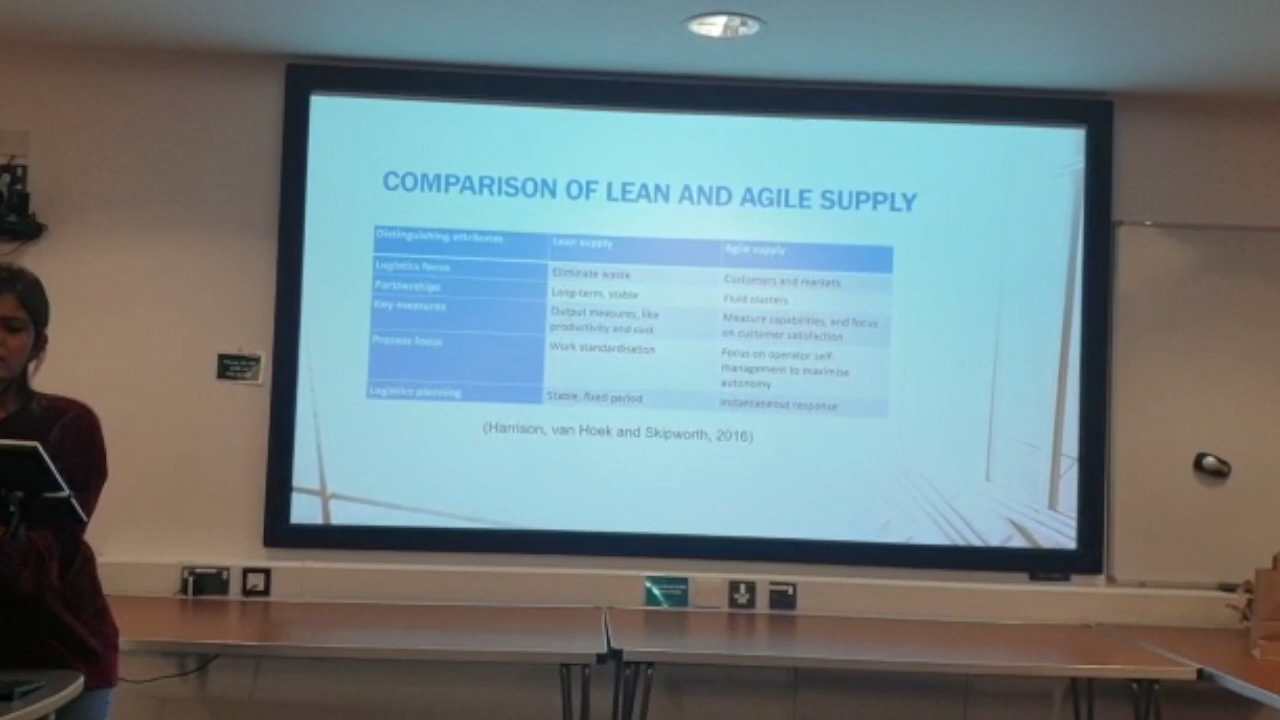 COMPARISON OF LEAN AND AGILE SUPPLY
Distinguishing attributes Lean supply Agile supply
Logistics focus Eliminate waste Customers and markets
Partnerships Long-term, stable Fluid clusters
Key measures Output measures, like Measure capabilities, and focus
productivity and cost on customer satisfaction
Process focus Work standardisation Focus on operator self-
management to maximise
autonomy
Logistics planning Stable, fixed period Instantaneous response
(Harrison, van Hoek and Skipworth, 2016)